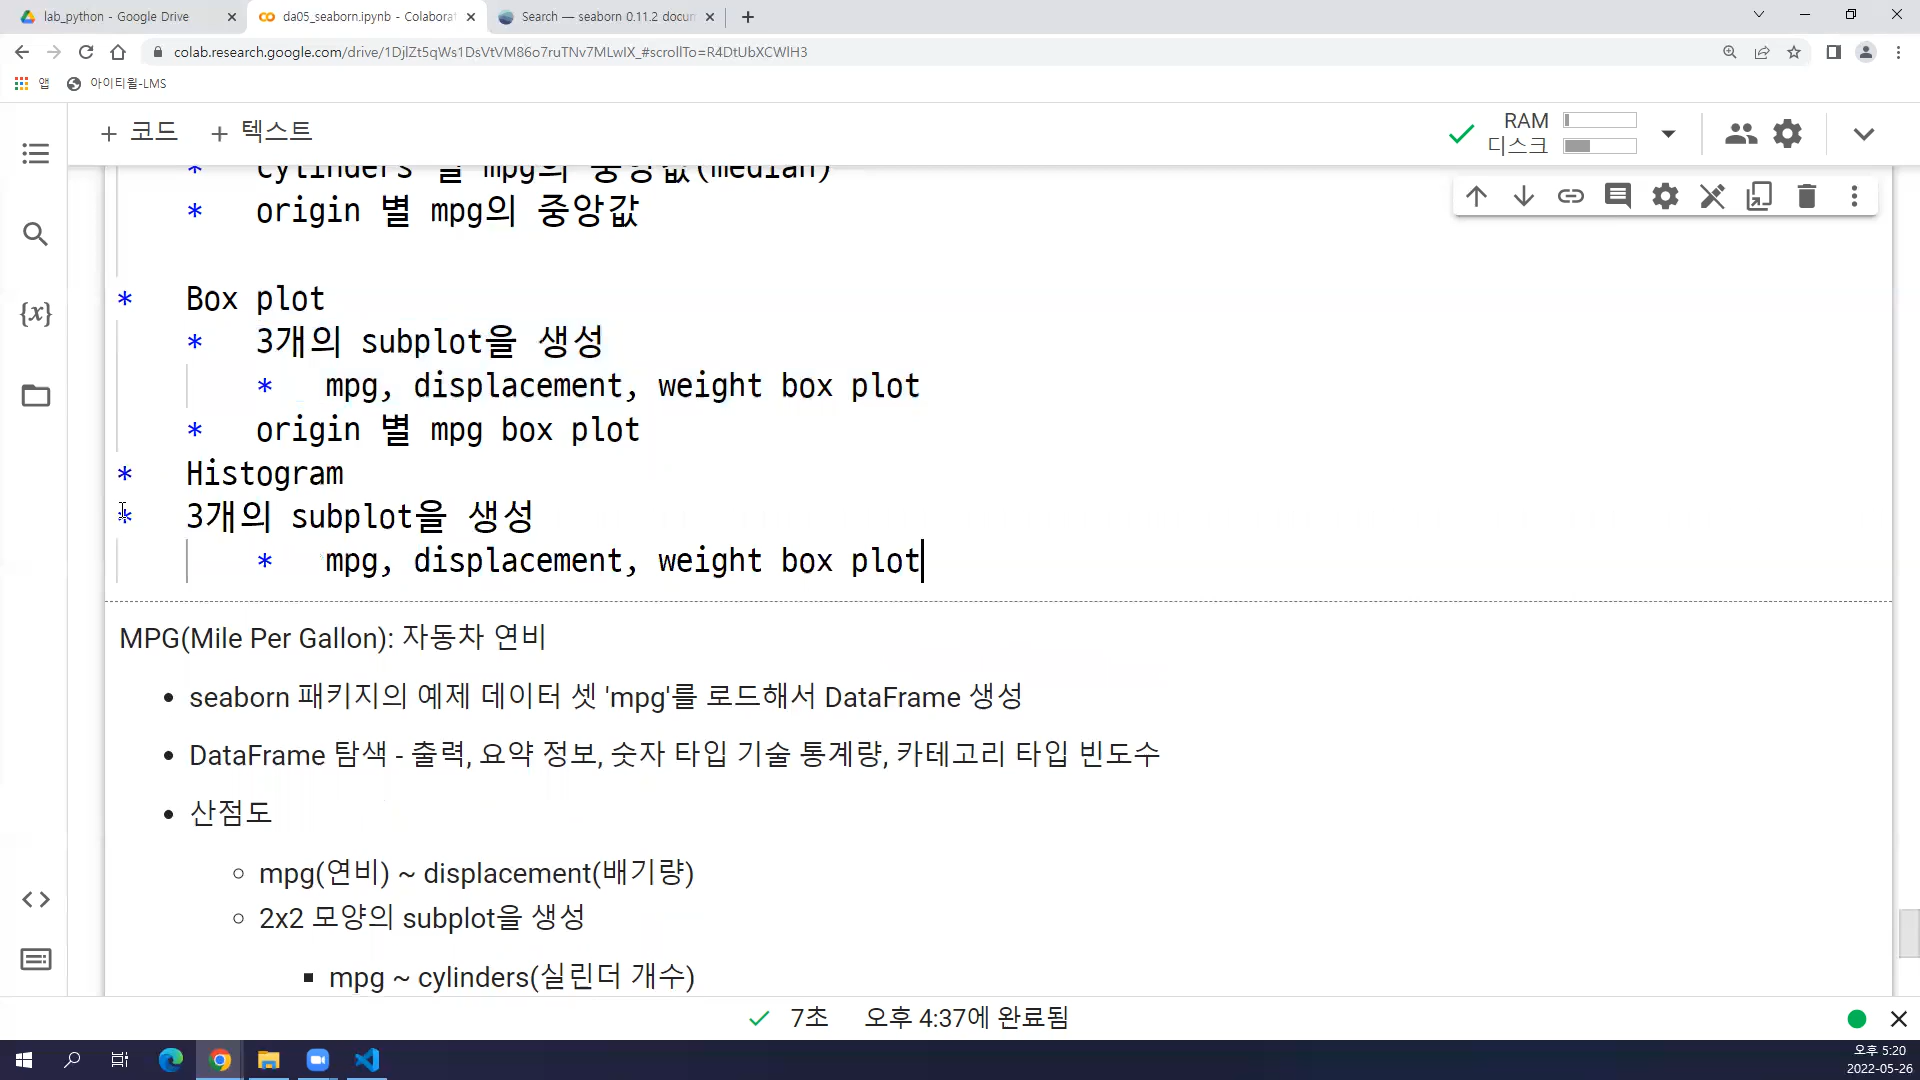 lab_python - Google Drive
da05_seaborn.ipynb - Colaborat
Search — seaborn 0.11.2 docum
colab.research.google.com/drive/1DjlZt5qWs1DsVtVM86o7ruTNv7MLwIX_#scrollTo=R4DtUbXCWlH3
앱
아이티윌-LMS
+ 코드
+ 텍스트
RAM
디스크
* cylinders 별 mpg의 중앙값(median)
* origin 별 mpg의 중앙값
* Box plot
* 3개의 subplot을 생성
* mpg, displacement, weight box plot
* origin 별 mpg box plot
* Histogram
* 3개의 subplot을 생성
* mpg, displacement, weight box plot
MPG(Mile Per Gallon): 자동차 연비
• seaborn 패키지의 예제 데이터 셋 'mpg'를 로드해서 DataFrame 생성
• DataFrame 탐색 - 출력, 요약 정보, 숫자 타입 기술 통계량, 카테고리 타입 빈도수
• 산점도
◦ mpg(연비) ~ displacement(배기량)
◦ 2x2 모양의 subplot을 생성
▪ mpg ~ cylinders(실린더 개수)
7초 오후 4:37에 완료됨
오후 5:20
2022-05-26